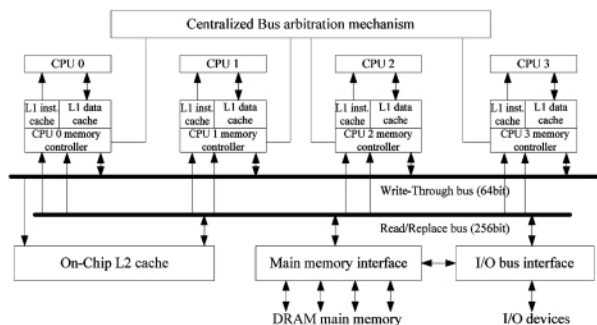 Centralized Bus arbitration mechanism
CPU 0
CPU 1
CPU 2
CPU 3
L1 inst. cache
L1 data cache
L1 inst. cache
L1 data cache
L1 inst. cache
L1 data cache
L1 inst. cache
L1 data cache
CPU 0 memory controller
CPU 1 memory controller
CPU 2 memory controller
CPU 3 memory controller
Write-Through bus (64bit)
Read/Replace bus (256bit)
On-Chip L2 cache
Main memory interface
I/O bus interface
DRAM main memory
I/O devices